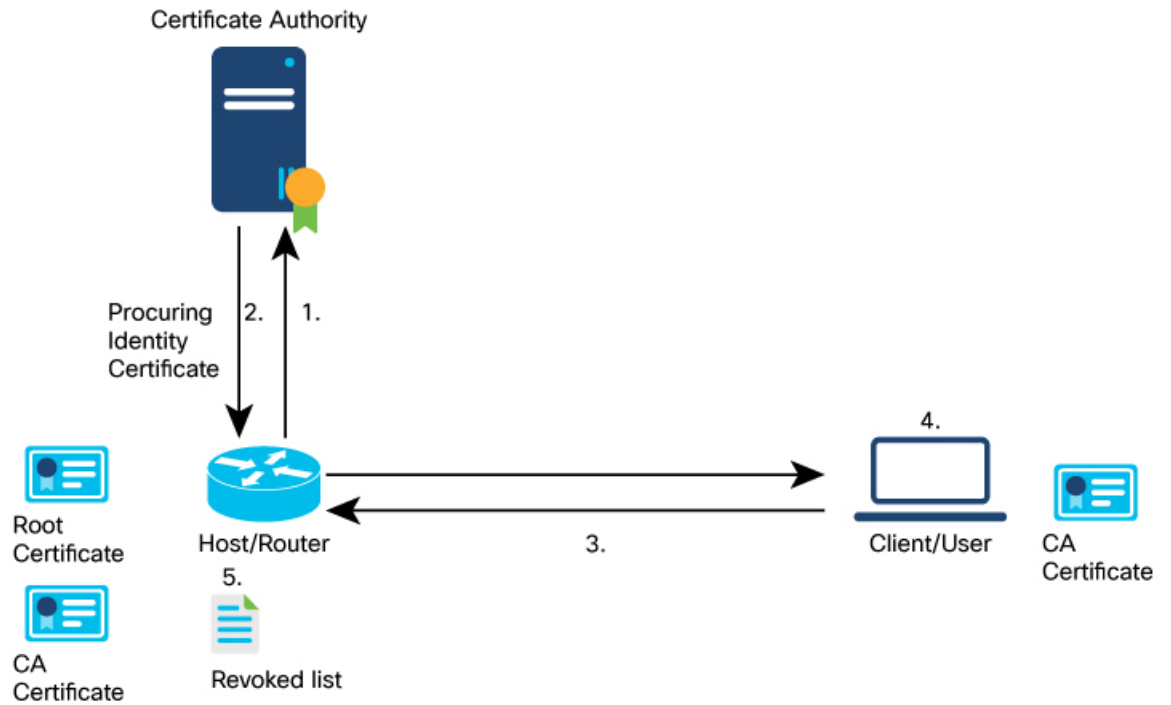 Certificate Authority
Procuring
Identity
Certificate
2.
1.
4.
Root
Certificate
Host/Router
3.
Client/User
CA
Certificate
5.
CA
Certificate
Revoked list